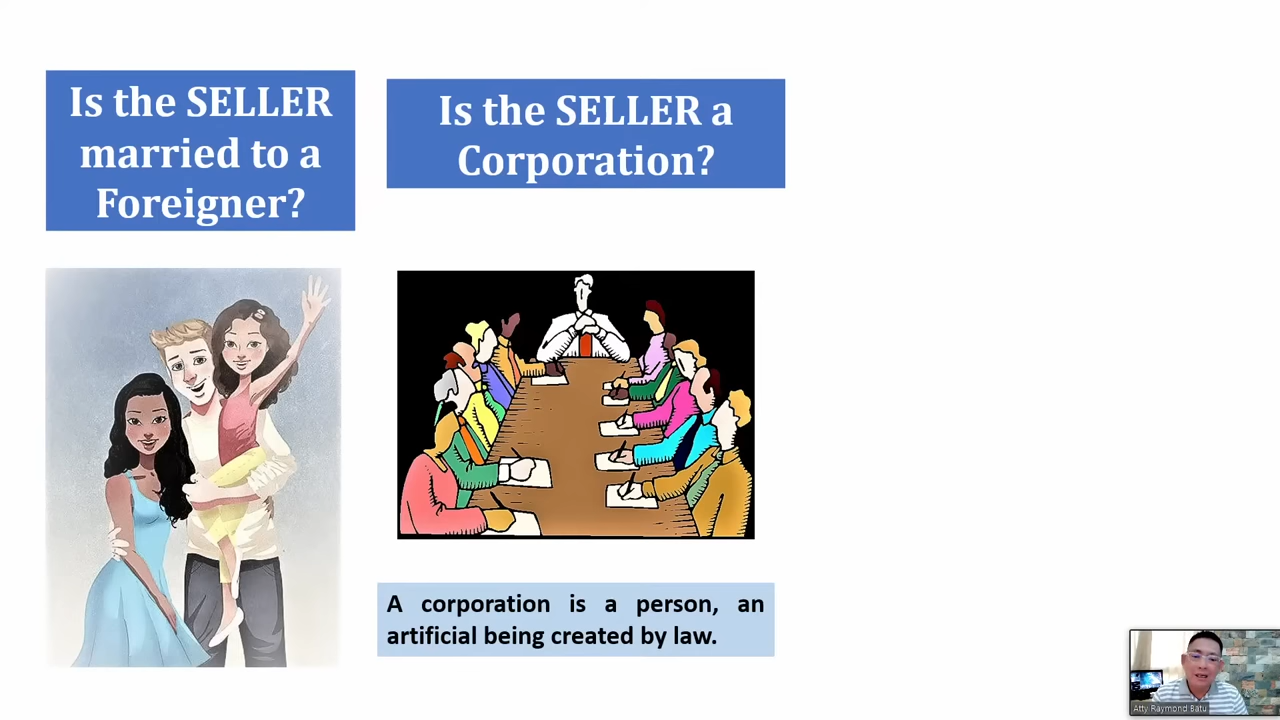 Is the SELLER
married to a
Foreigner?
Is the SELLER a
Corporation?
A corporation is a person, an
artificial being created by law.
Atty Raymond Batu